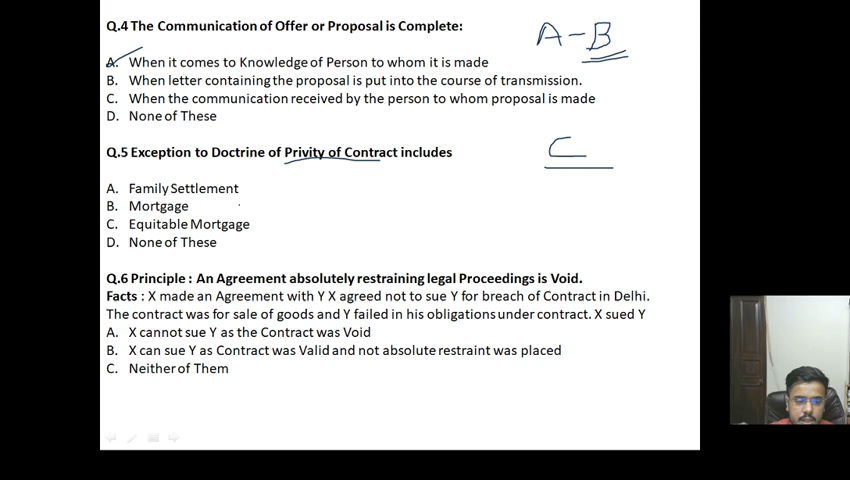 Q.4 The Communication of Offer or Proposal is Complete:
A - B
A. When it comes to Knowledge of Person to whom it is made
B. When letter containing the proposal is put into the course of transmission.
C. When the communication received by the person to whom proposal is made
D. None of These
Q.5 Exception to Doctrine of Privity of Contract includes
C
A. Family Settlement
B. Mortgage
C. Equitable Mortgage
D. None of These
Q.6 Principle : An Agreement absolutely restraining legal Proceedings is Void.
Facts : X made an Agreement with Y X agreed not to sue Y for breach of Contract in Delhi.
The contract was for sale of goods and Y failed in his obligations under contract. X sued Y
A. X cannot sue Y as the Contract was Void
B. X can sue Y as Contract was Valid and not absolute restraint was placed
C. Neither of Them